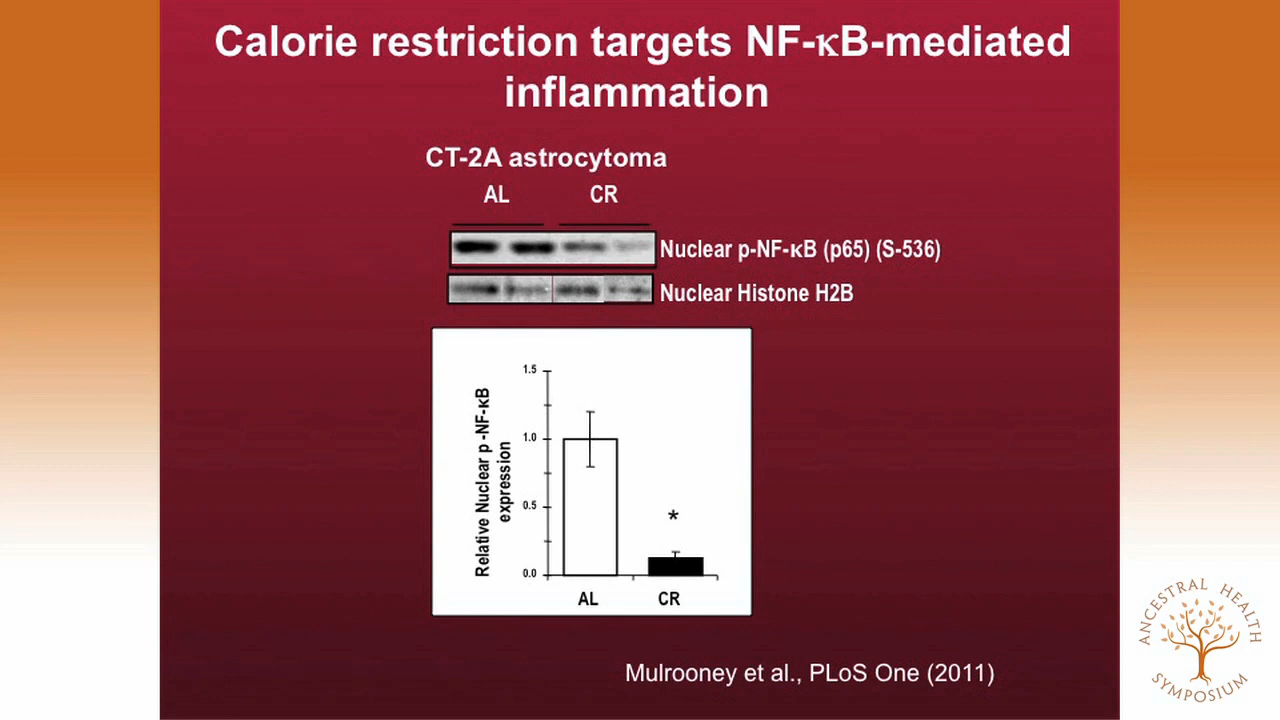 Calorie restriction targets NF-κB-mediated
inflammation
CT-2A astrocytoma
AL CR
Nuclear p-NF-κB (p65) (S-536)
Nuclear Histone H2B
Relative Nuclear p -NF-κB
expression
1.5
1.0
0.5
0.0
*
AL CR
Mulrooney et al., PLoS One (2011)
ANCESTRAL HEALTH
SYMPOSIUM